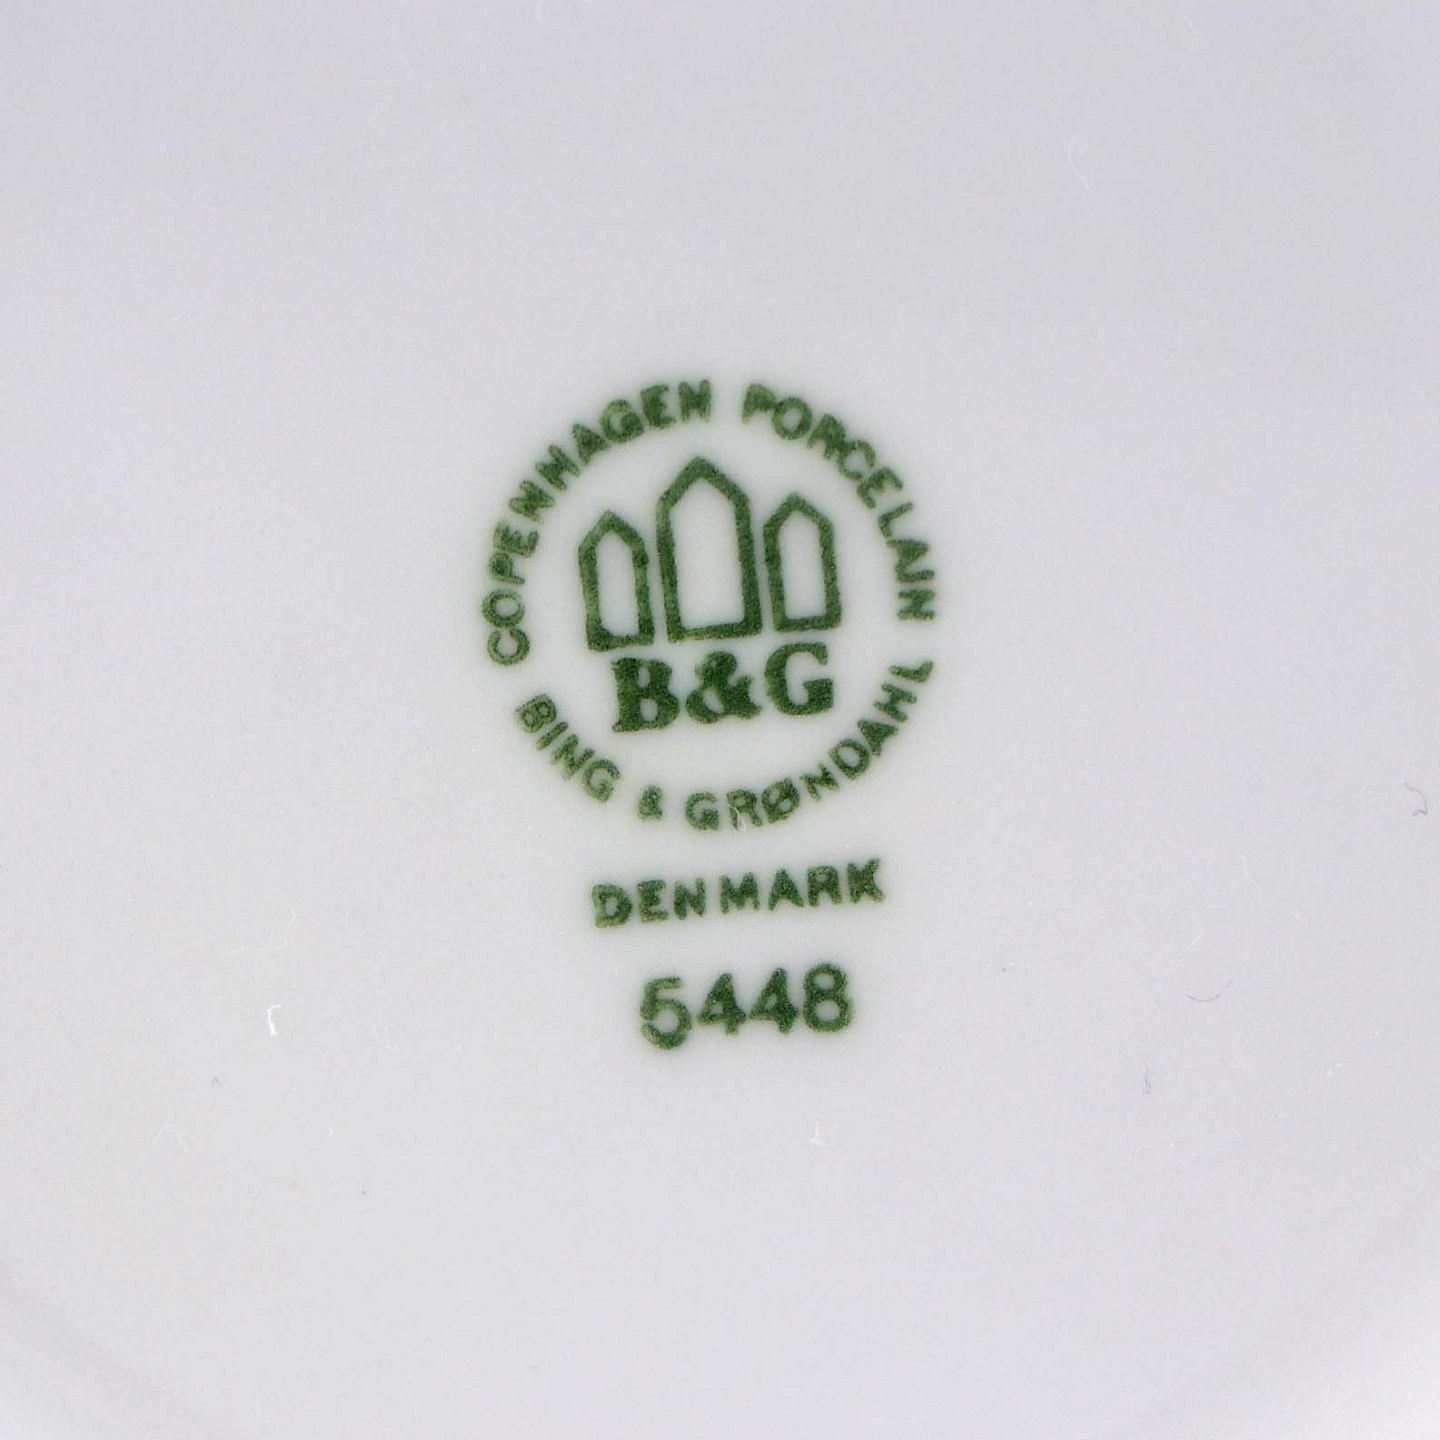 COPENHAGEN PORCELAIN
B&G
BING & GRØNDAHL
DENMARK
5448